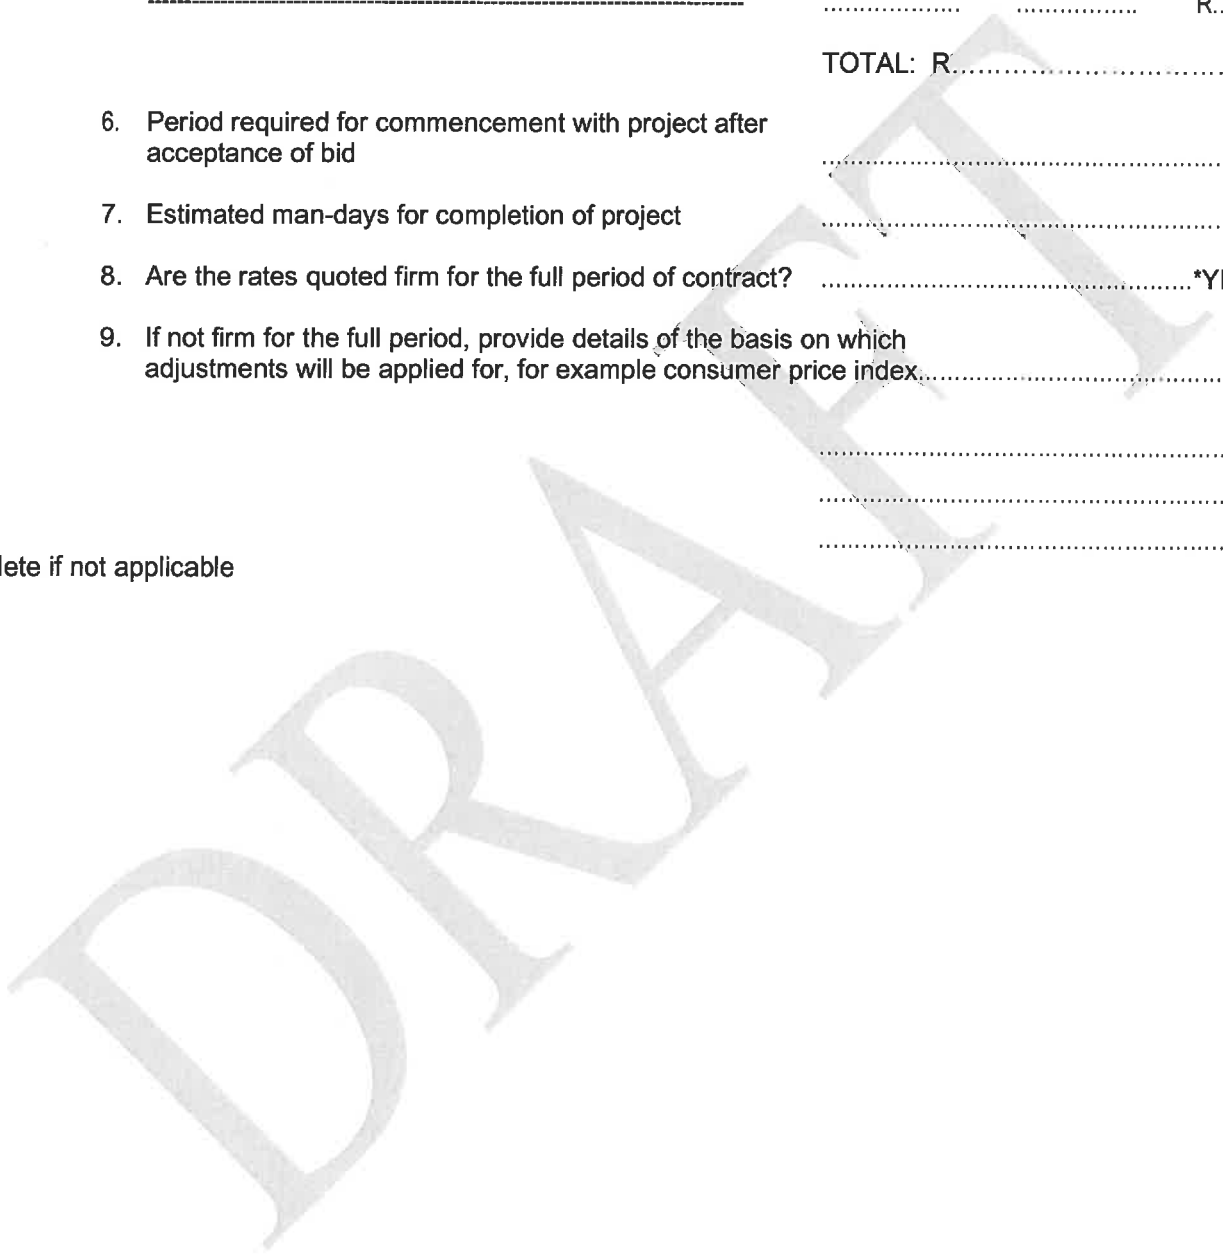 .................. ................ R..
TOTAL: R....................................
6. Period required for commencement with project after
acceptance of bid ......................................................
7. Estimated man-days for completion of project ......................................................
8. Are the rates quoted firm for the full period of contract? ..................................................*Y
9. If not firm for the full period, provide details of the basis on which
adjustments will be applied for, for example consumer price index.........................................
......................................................
......................................................
......................................................
lete if not applicable
DRAFT